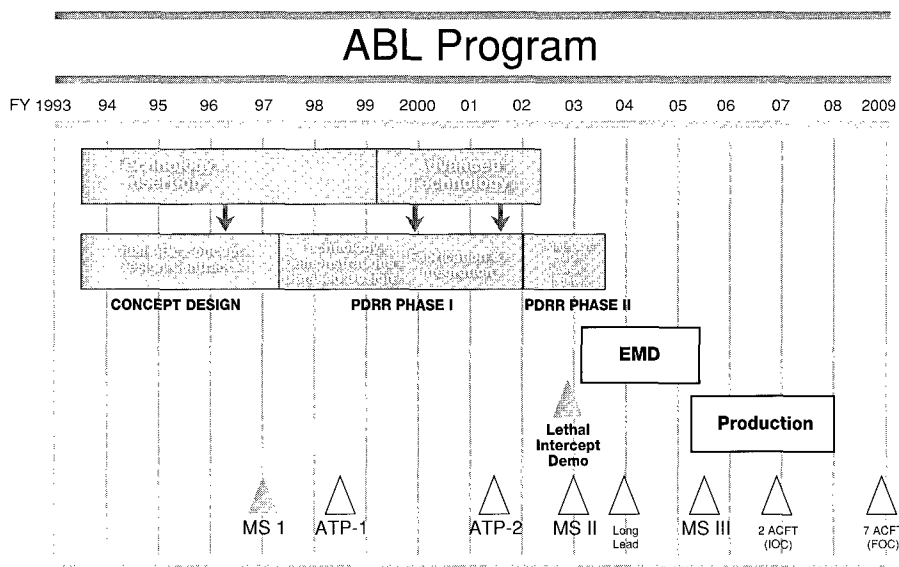 ABL Program
FY 1993 94 95 96 97 98 99 2000 01 02 03 04 05 06 07 08 2009
CONCEPT DESIGN PDRR PHASE I PDRR PHASE II
EMD
Production
Lethal
Intercept
Demo
MS 1 ATP-1 ATP-2 MS II Long MS III 2 ACFT 7 ACF
Lead (IOC) (FOC)